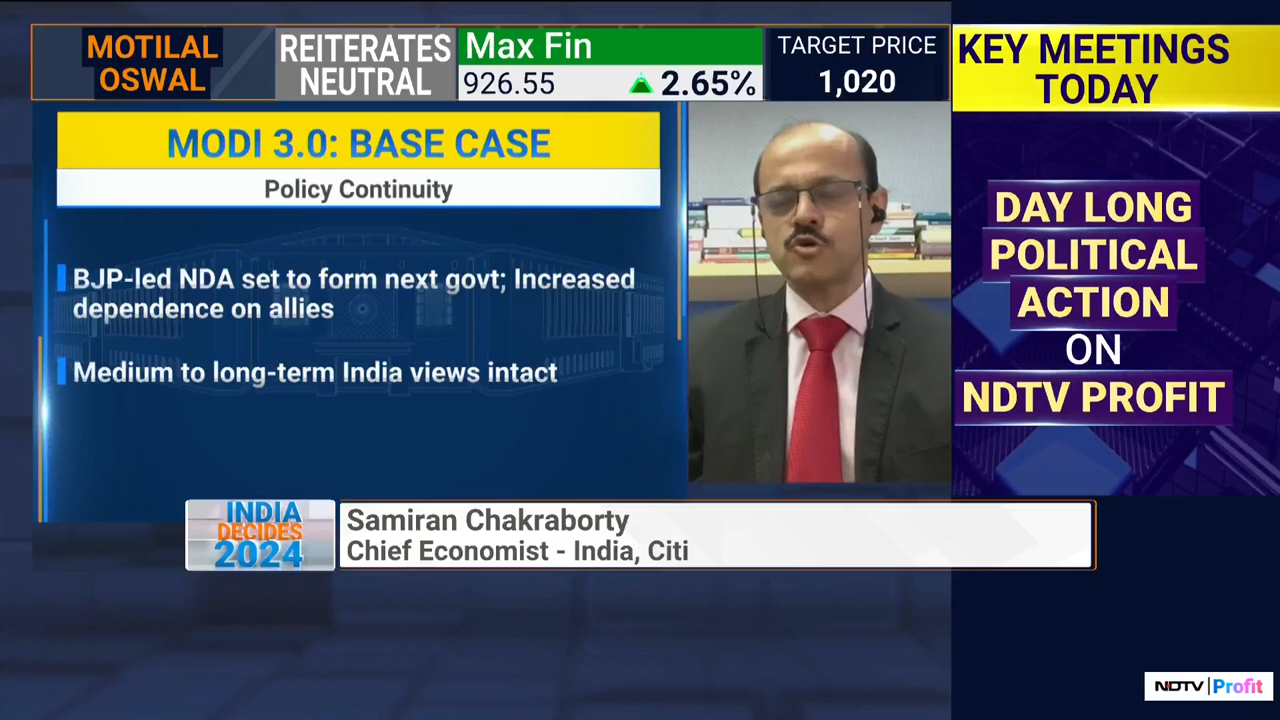 MOTILAL
OSWAL
REITERATES
NEUTRAL
Max Fin
926.55
2.65%
TARGET PRICE
1,020
KEY MEETINGS
TODAY
MODI 3.0: BASE CASE
Policy Continuity
BJP-led NDA set to form next govt; Increased
dependence on allies
Medium to long-term India views intact
DAY LONG
POLITICAL
ACTION
ON
NDTV PROFIT
INDIA
DECIDES
2024
Samiran Chakraborty
Chief Economist - India, Citi
NDTV Profit